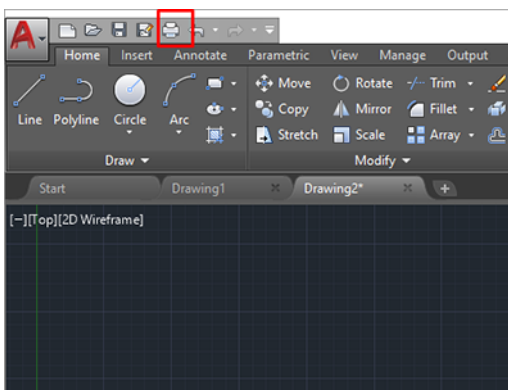 A
Home Insert Annotate Parametric View Manage Output
Move Rotate Trim
Line Polyline Circle Arc Copy Mirror Fillet
Stretch Scale Array
Draw Modify
Start Drawing1 Drawing2*
[−][Top][2D Wireframe]